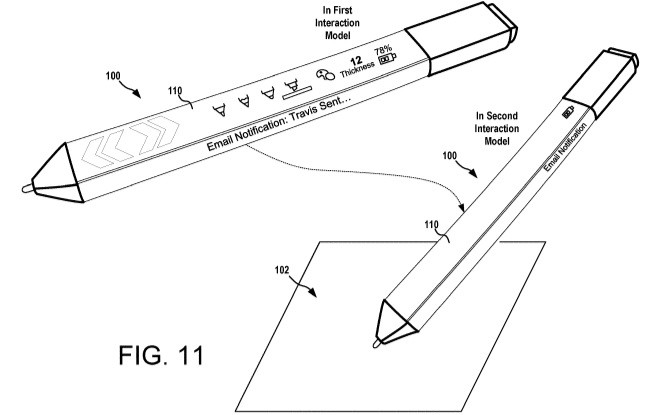 In First
Interaction
Model
100
110
12
Thickness
78%
Email Notification: Travis Sent...
In Second
Interaction
Model
100
Email Notification
110
102
FIG. 11